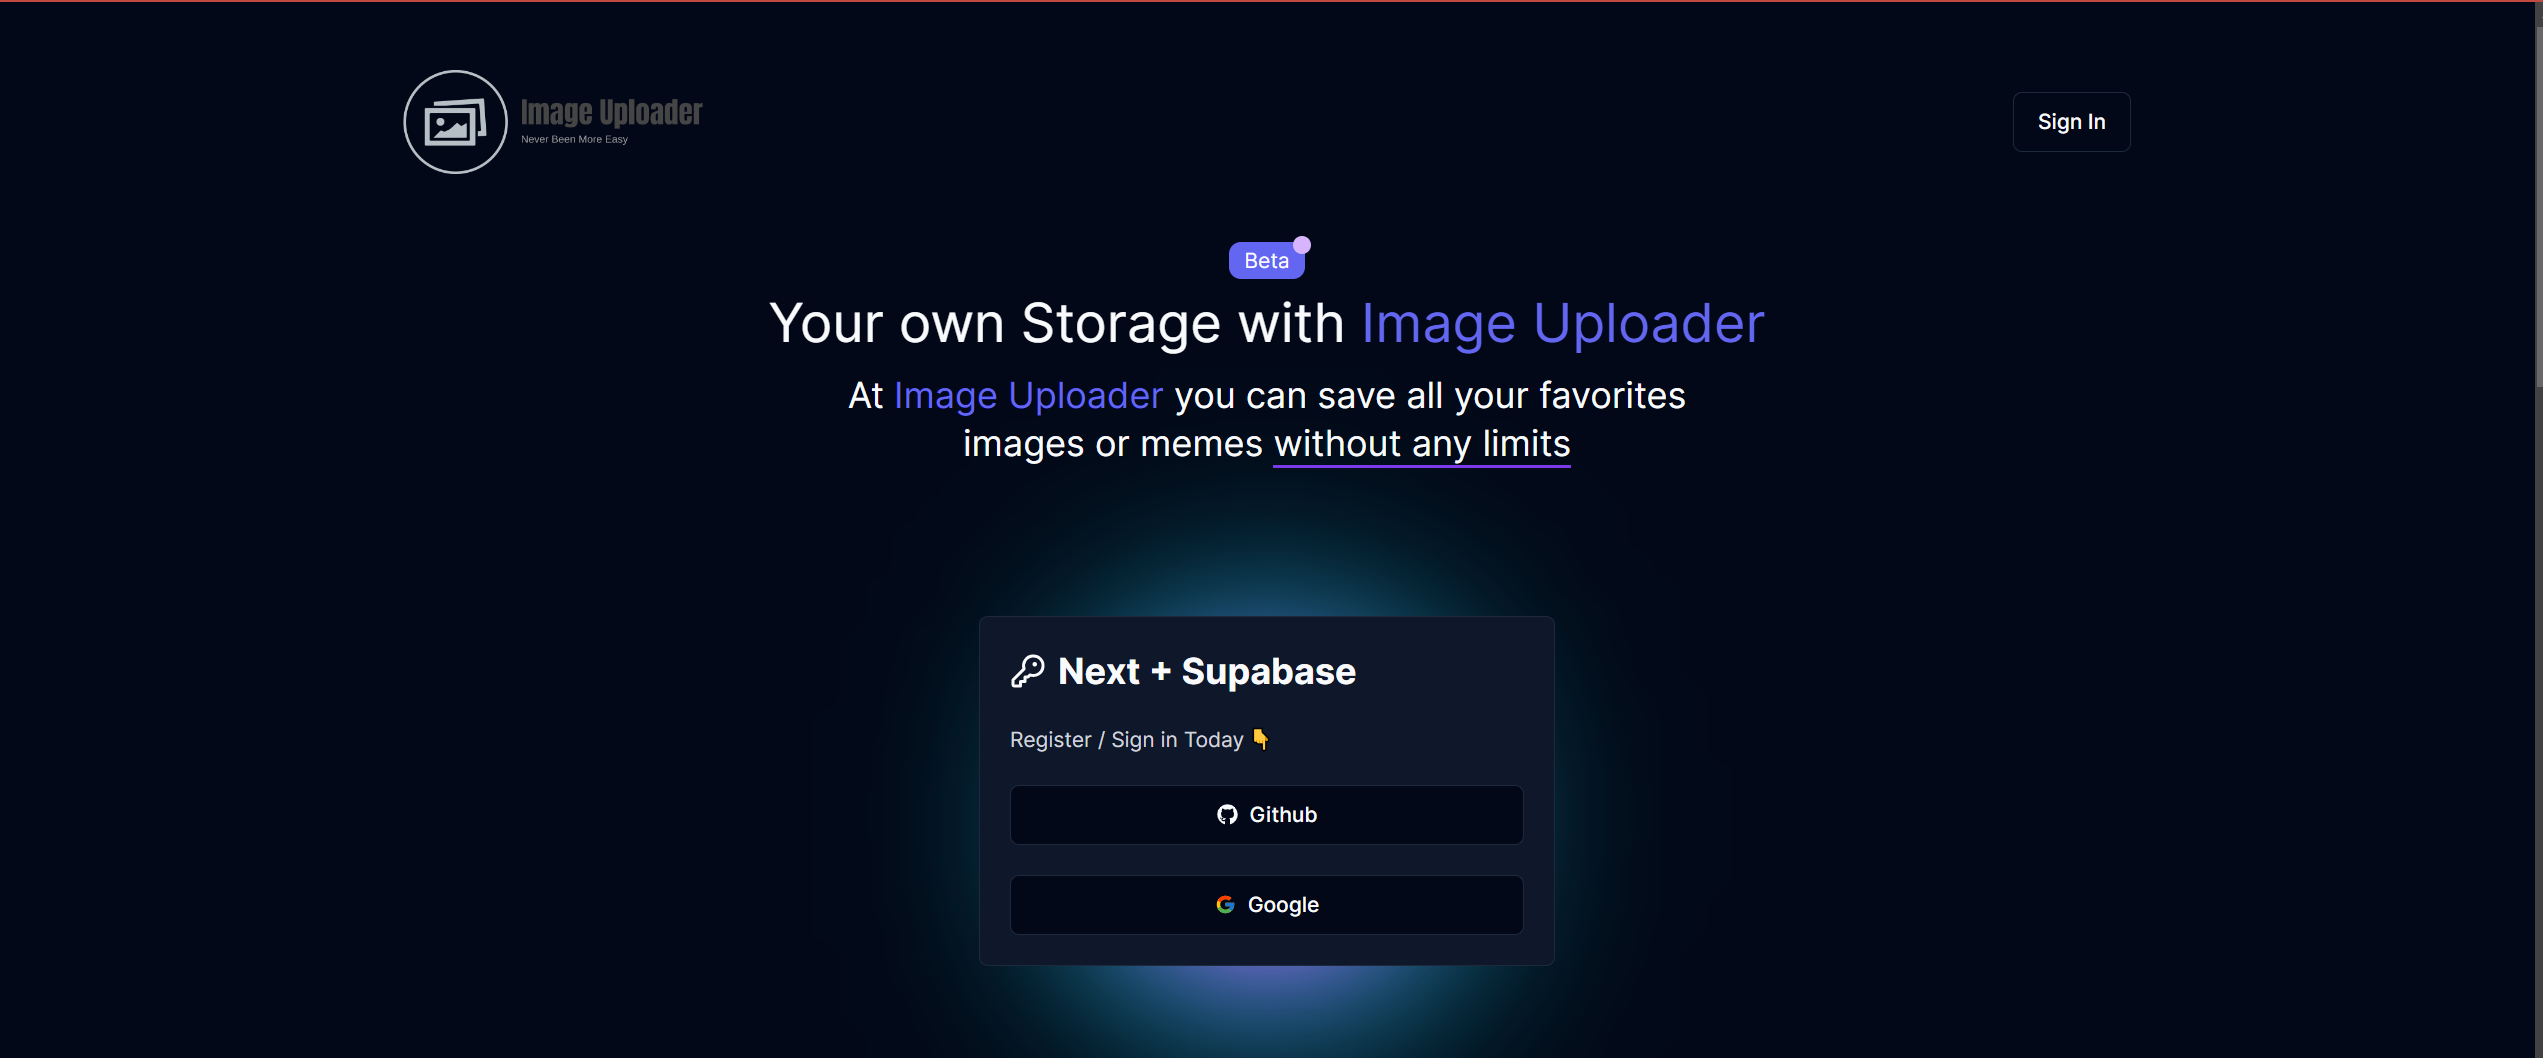 Image Uploader
Never Been More Easy
Sign In
Beta
Your own Storage with Image Uploader
At Image Uploader you can save all your favorites
images or memes without any limits
Next + Supabase
Register / Sign in Today 👇
Github
Google